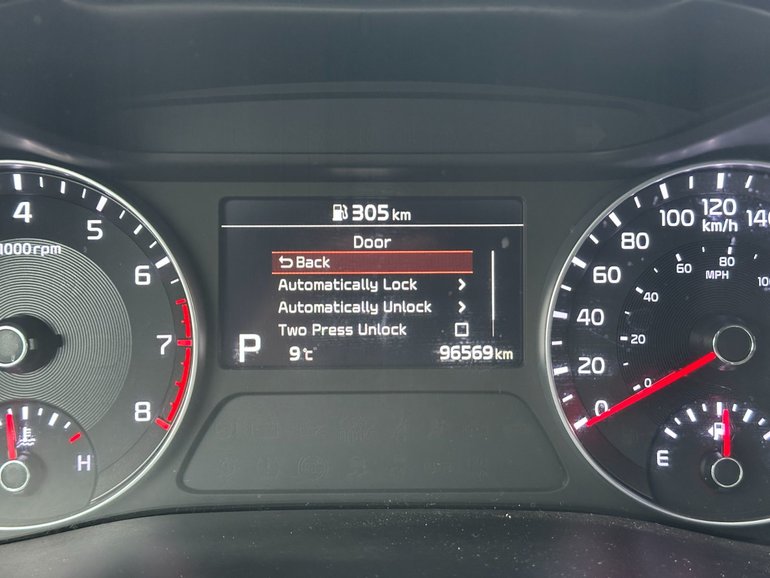 305 km
Door
Back
Automatically Lock
Automatically Unlock
Two Press Unlock
P 9℃ 96569 km
4 5 6 7 8
1000rpm
H
0 20 40 60 80 100 120 140
km/h
0 20 40 60 80 100
MPH
E